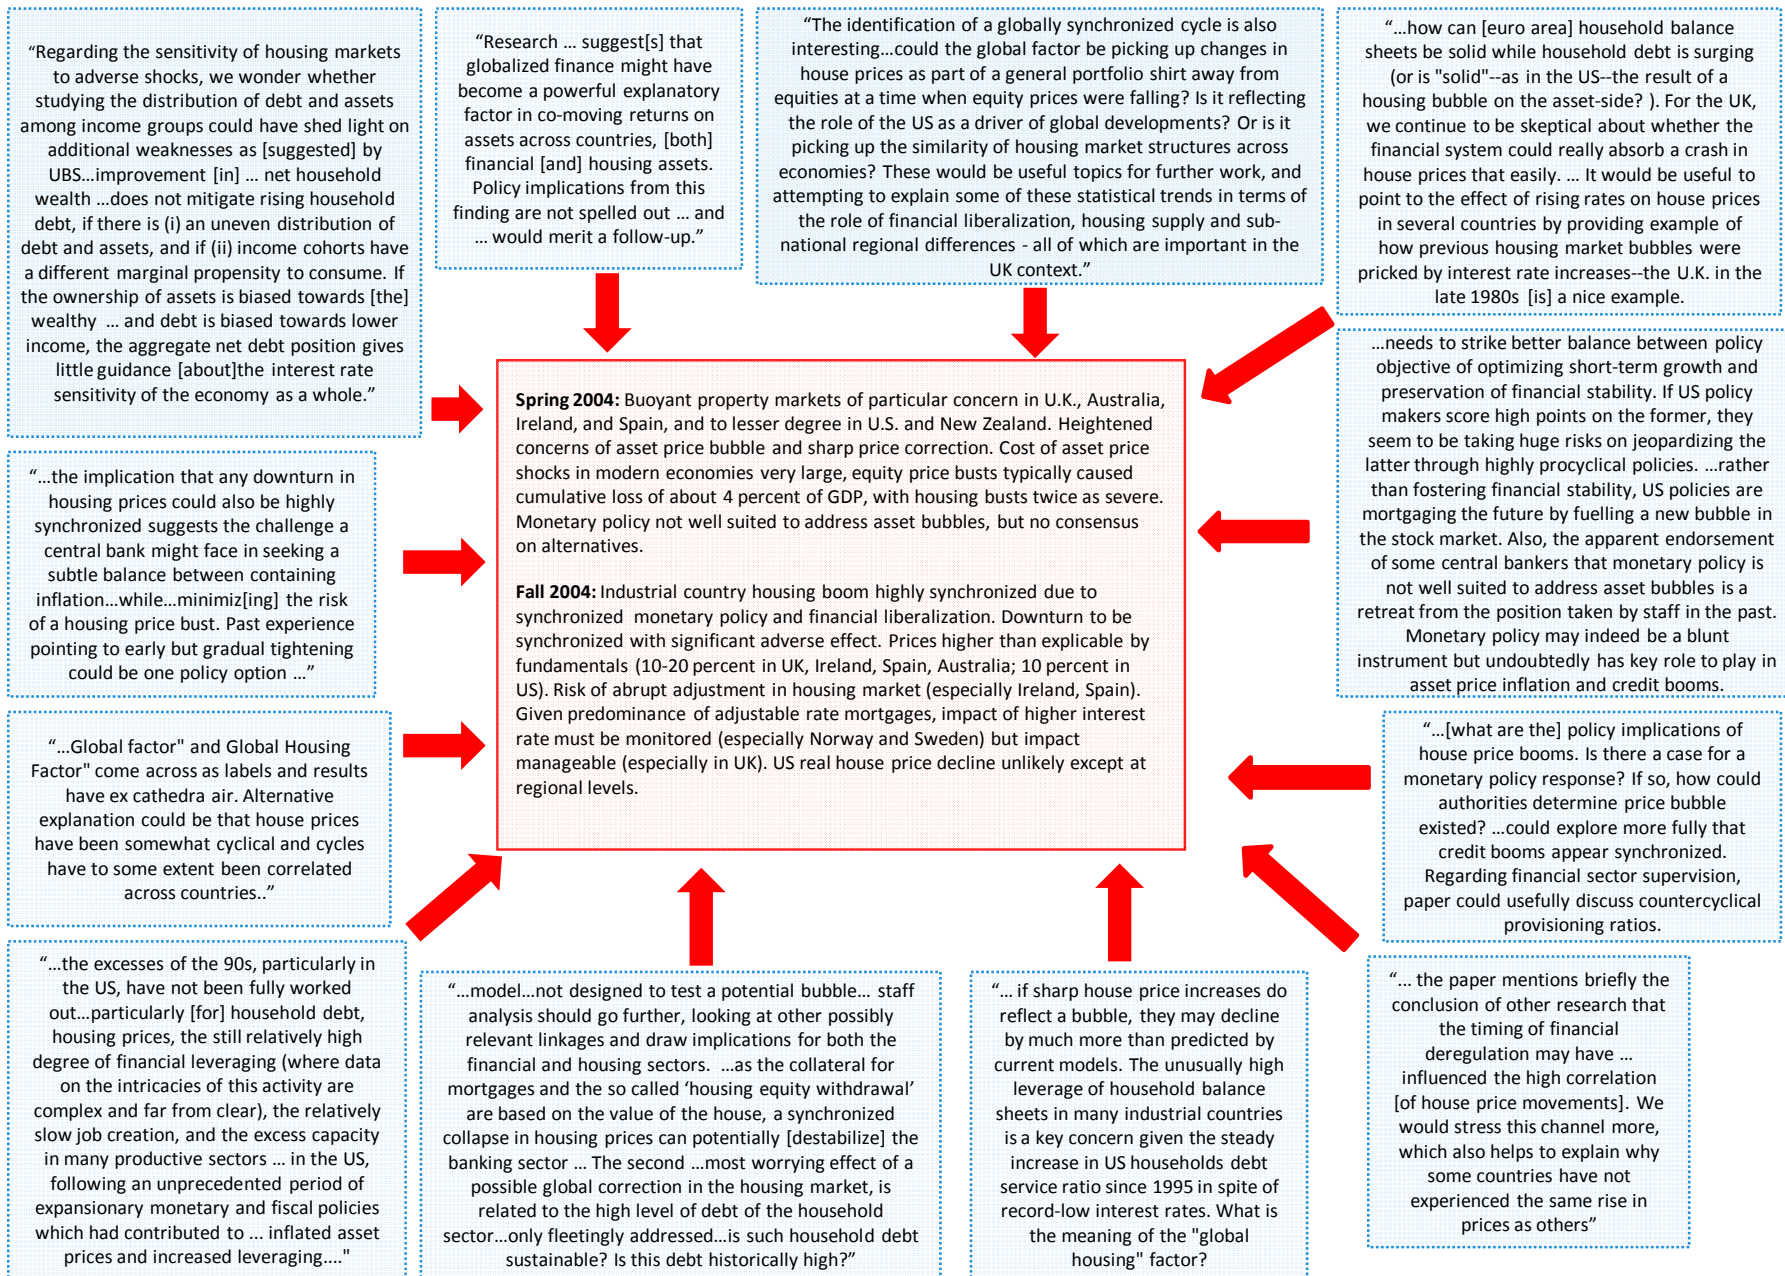 “Regarding the sensitivity of housing markets
to adverse shocks, we wonder whether
studying the distribution of debt and assets
among income groups could have shed light on
additional weaknesses as [suggested] by
UBS…improvement [in] … net household
wealth …does not mitigate rising household
debt, if there is (i) an uneven distribution of
debt and assets, and if (ii) income cohorts have
a different marginal propensity to consume. If
the ownership of assets is biased towards [the]
wealthy … and debt is biased towards lower
income, the aggregate net debt position gives
little guidance [about]the interest rate
sensitivity of the economy as a whole.”
“Research … suggest[s] that
globalized finance might have
become a powerful explanatory
factor in co-moving returns on
assets across countries, [both]
financial [and] housing assets.
Policy implications from this
finding are not spelled out … and
… would merit a follow-up.”
“The identification of a globally synchronized cycle is also
interesting…could the global factor be picking up changes in
house prices as part of a general portfolio shirt away from
equities at a time when equity prices were falling? Is it reflecting
the role of the US as a driver of global developments? Or is it
picking up the similarity of housing market structures across
economies? These would be useful topics for further work, and
attempting to explain some of these statistical trends in terms of
the role of financial liberalization, housing supply and sub-
national regional differences - all of which are important in the
UK context.”
“…how can [euro area] household balance
sheets be solid while household debt is surging
(or is "solid"--as in the US--the result of a
housing bubble on the asset-side? ). For the UK,
we continue to be skeptical about whether the
financial system could really absorb a crash in
house prices that easily. … It would be useful to
point to the effect of rising rates on house prices
in several countries by providing example of
how previous housing market bubbles were
pricked by interest rate increases--the U.K. in the
late 1980s [is] a nice example.
…needs to strike better balance between policy
objective of optimizing short-term growth and
preservation of financial stability. If US policy
makers score high points on the former, they
seem to be taking huge risks on jeopardizing the
latter through highly procyclical policies. …rather
than fostering financial stability, US policies are
mortgaging the future by fuelling a new bubble in
the stock market. Also, the apparent endorsement
of some central bankers that monetary policy is
not well suited to address asset bubbles is a
retreat from the position taken by staff in the past.
Monetary policy may indeed be a blunt
instrument but undoubtedly has key role to play in
asset price inflation and credit booms.
Spring 2004: Buoyant property markets of particular concern in U.K., Australia,
Ireland, and Spain, and to lesser degree in U.S. and New Zealand. Heightened
concerns of asset price bubble and sharp price correction. Cost of asset price
shocks in modern economies very large, equity price busts typically caused
cumulative loss of about 4 percent of GDP, with housing busts twice as severe.
Monetary policy not well suited to address asset bubbles, but no consensus
on alternatives.
Fall 2004: Industrial country housing boom highly synchronized due to
synchronized monetary policy and financial liberalization. Downturn to be
synchronized with significant adverse effect. Prices higher than explicable by
fundamentals (10-20 percent in UK, Ireland, Spain, Australia; 10 percent in
US). Risk of abrupt adjustment in housing market (especially Ireland, Spain).
Given predominance of adjustable rate mortgages, impact of higher interest
rate must be monitored (especially Norway and Sweden) but impact
manageable (especially in UK). US real house price decline unlikely except at
regional levels.
“…the implication that any downturn in
housing prices could also be highly
synchronized suggests the challenge a
central bank might face in seeking a
subtle balance between containing
inflation…while…minimiz[ing] the risk
of a housing price bust. Past experience
pointing to early but gradual tightening
could be one policy option …”
“…Global factor" and Global Housing
Factor" come across as labels and results
have ex cathedra air. Alternative
explanation could be that house prices
have been somewhat cyclical and cycles
have to some extent been correlated
across countries..”
“…[what are the] policy implications of
house price booms. Is there a case for a
monetary policy response? If so, how could
authorities determine price bubble
existed? …could explore more fully that
credit booms appear synchronized.
Regarding financial sector supervision,
paper could usefully discuss countercyclical
provisioning ratios.
“…the excesses of the 90s, particularly in
the US, have not been fully worked
out…particularly [for] household debt,
housing prices, the still relatively high
degree of financial leveraging (where data
on the intricacies of this activity are
complex and far from clear), the relatively
slow job creation, and the excess capacity
in many productive sectors … in the US,
following an unprecedented period of
expansionary monetary and fiscal policies
which had contributed to … inflated asset
prices and increased leveraging...."
“…model…not designed to test a potential bubble… staff
analysis should go further, looking at other possibly
relevant linkages and draw implications for both the
financial and housing sectors. …as the collateral for
mortgages and the so called ‘housing equity withdrawal’
are based on the value of the house, a synchronized
collapse in housing prices can potentially [destabilize] the
banking sector … The second …most worrying effect of a
possible global correction in the housing market, is
related to the high level of debt of the household
sector…only fleetingly addressed…is such household debt
sustainable? Is this debt historically high?”
“… if sharp house price increases do
reflect a bubble, they may decline
by much more than predicted by
current models. The unusually high
leverage of household balance
sheets in many industrial countries
is a key concern given the steady
increase in US households debt
service ratio since 1995 in spite of
record-low interest rates. What is
the meaning of the "global
housing" factor?
“… the paper mentions briefly the
conclusion of other research that
the timing of financial
deregulation may have …
influenced the high correlation
[of house price movements]. We
would stress this channel more,
which also helps to explain why
some countries have not
experienced the same rise in
prices as others”